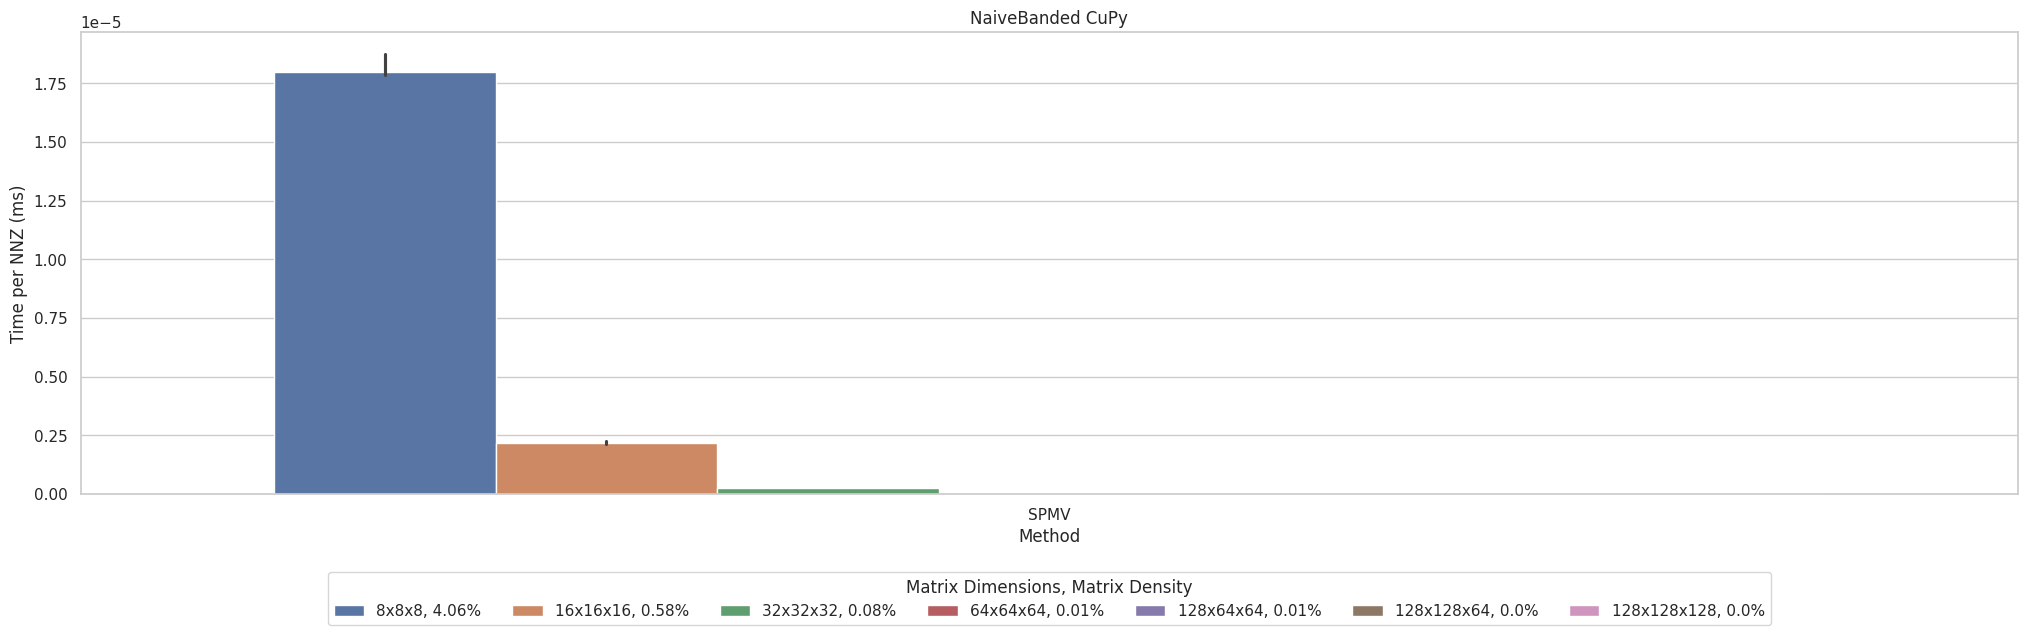 NaiveBanded CuPy
1e−5
1.75
1.50
1.25
1.00
0.75
0.50
0.25
0.00
Time per NNZ (ms)
SPMV
Method
Matrix Dimensions, Matrix Density
8x8x8, 4.06% 16x16x16, 0.58% 32x32x32, 0.08% 64x64x64, 0.01% 128x64x64, 0.01% 128x128x64, 0.0% 128x128x128, 0.0%